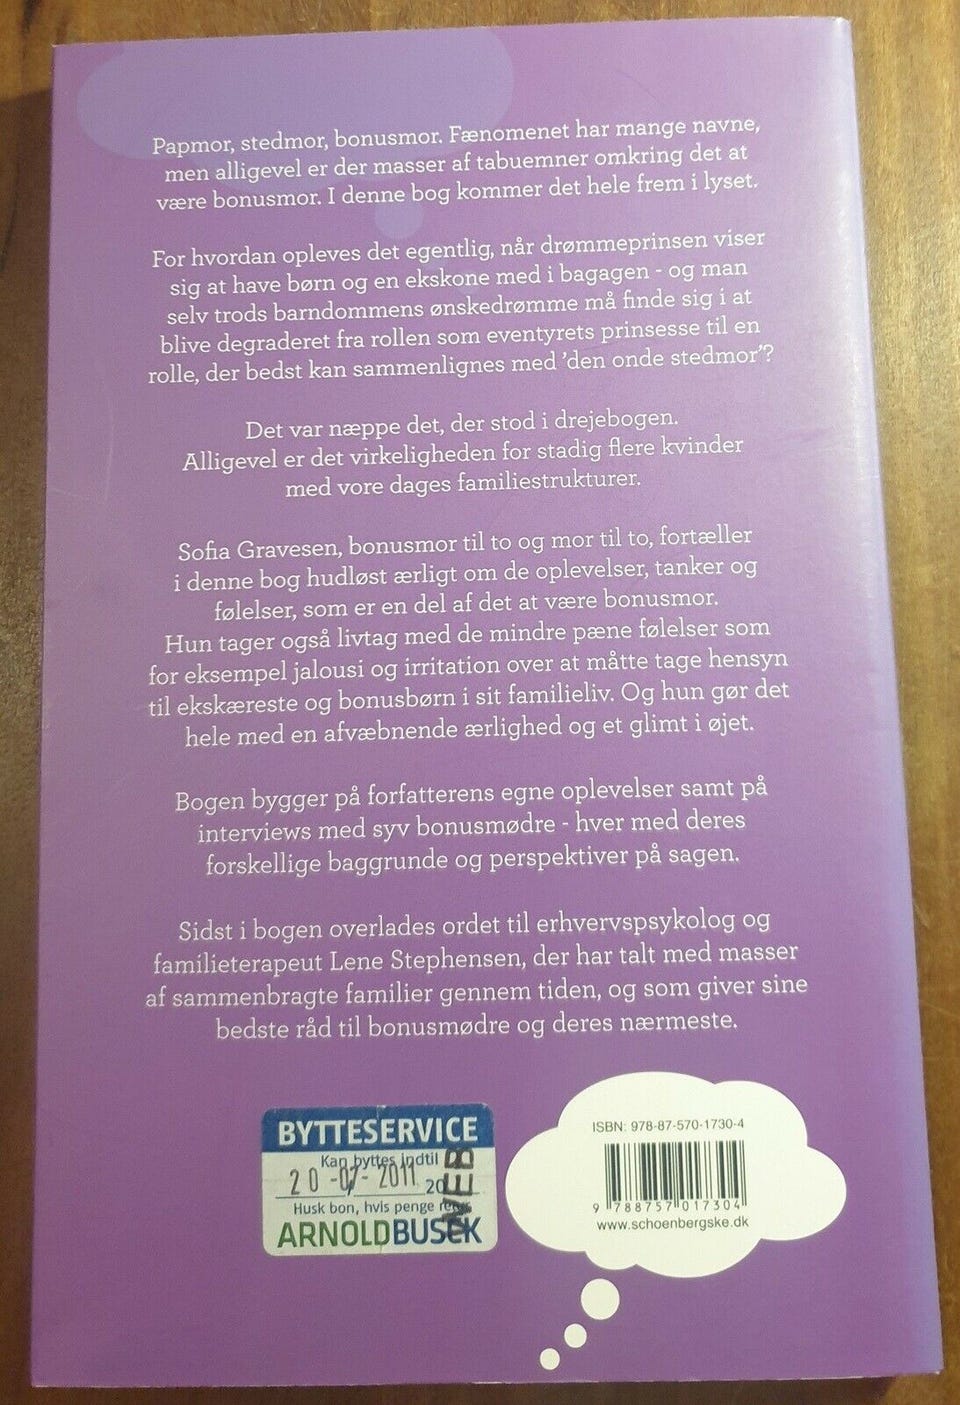 Papmor, stedmor, bonusmor. Fænomenet har mange navne,
men alligevel er der masser af tabuemner omkring det at
være bonusmor. I denne bog kommer det hele frem i lyset.
For hvordan opleves det egentlig, når drømmeprinsen viser
sig at have børn og en ekskone med i bagagen - og man
selv trods barndommens ønskedrømme må finde sig i at
blive degraderet fra rollen som eventyrets prinsesse til en
rolle, der bedst kan sammenlignes med 'den onde stedmor'?
Det var næppe det, der stod i drejebogen.
Alligevel er det virkeligheden for stadig flere kvinder
med vore dages familiestrukturer.
Sofia Gravesen, bonusmor til to og mor til to, fortæller
i denne bog hudløst ærligt om de oplevelser, tanker og
følelser, som er en del af det at være bonusmor.
Hun tager også livtag med de mindre pæne følelser som
for eksempel jalousi og irritation over at måtte tage hensyn
til ekskæreste og bonusbørn i sit familieliv. Og hun gør det
hele med en afvæbnende ærlighed og et glimt i øjet.
Bogen bygger på forfatterens egne oplevelser samt på
interviews med syv bonusmødre - hver med deres
forskellige baggrunde og perspektiver på sagen.
Sidst i bogen overlades ordet til erhvervspsykolog og
familieterapeut Lene Stephensen, der har talt med masser
af sammenbragte familier gennem tiden, og som giver sine
bedste råd til bonusmødre og deres nærmeste.
BYTTESERVICE
Kan byttes indtil
20 -07- 2011 20
WEB
Husk bon, hvis penge
ARNOLDBUSCK
ISBN: 978-87-570-1730-4
9 788757 017304
www.schoenbergske.dk